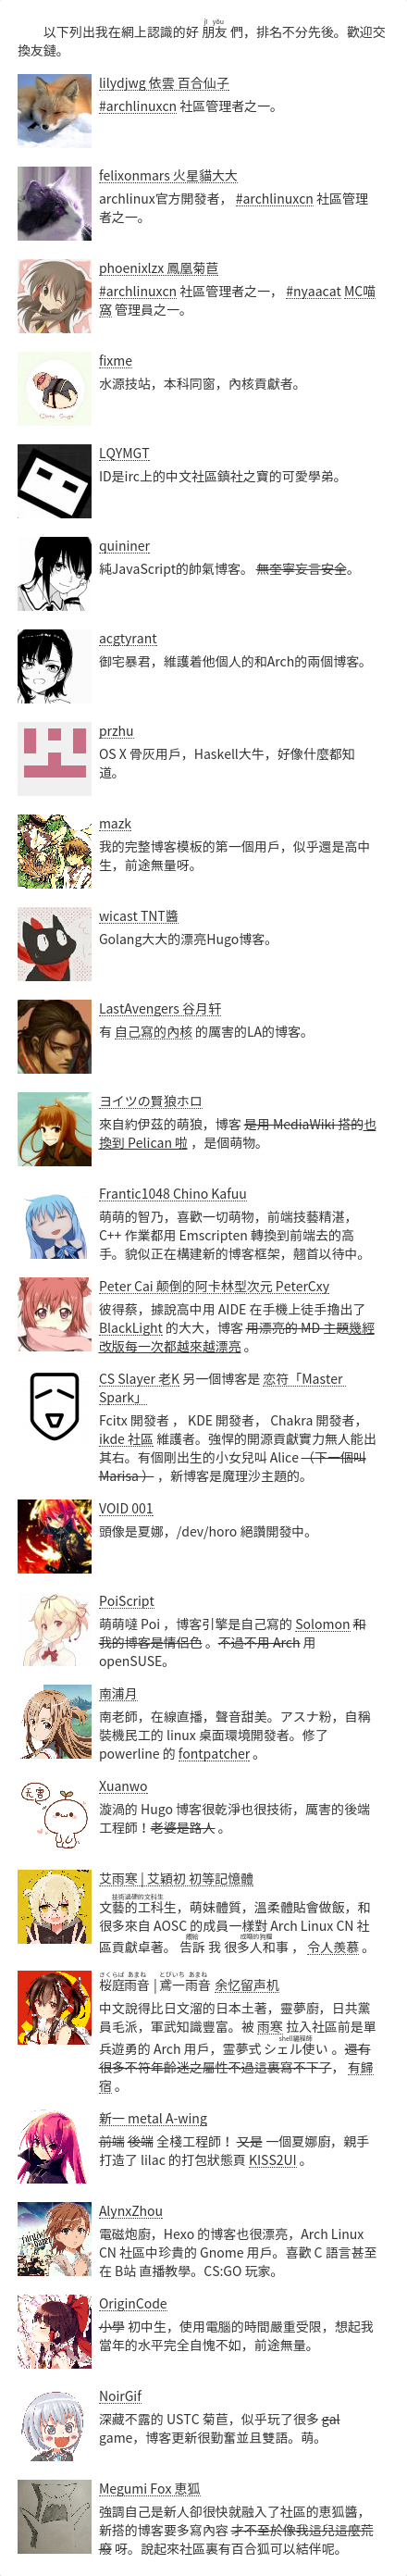 jī yǒu
以下列出我在網上認識的好 朋友 們，排名不分先後。歡迎交
換友鏈。
lilydjwg 依雲 百合仙子
#archlinuxcn 社區管理者之一。
felixonmars 火星貓大大
archlinux官方開發者， #archlinuxcn 社區管理
者之一。
phoenixlzx 鳳凰菊苣
#archlinuxcn 社區管理者之一， #nyaacat MC喵
窩 管理員之一。
fixme
水源技站，本科同窗，內核貢獻者。
LQYMGT
ID是irc上的中文社區鎮社之寶的可愛學弟。
quininer
純JavaScript的帥氣博客。 無奎寧妄言安全。
acgtyrant
御宅暴君，維護着他個人的和Arch的兩個博客。
przhu
OS X 骨灰用戶，Haskell大牛，好像什麼都知
道。
mazk
我的完整博客模板的第一個用戶，似乎還是高中
生，前途無量呀。
wicast TNT醬
Golang大大的漂亮Hugo博客。
LastAvengers 谷月轩
有 自己寫的內核 的厲害的LA的博客。
ヨイツの賢狼ホロ
來自約伊茲的萌狼，博客 是用 MediaWiki 搭的也
換到 Pelican 啦 ，是個萌物。
Frantic1048 Chino Kafuu
萌萌的智乃，喜歡一切萌物，前端技藝精湛，
C++ 作業都用 Emscripten 轉換到前端去的高
手。貌似正在構建新的博客框架，翹首以待中。
Peter Cai 颠倒的阿卡林型次元 PeterCxy
彼得蔡，據說高中用 AIDE 在手機上徒手擼出了
BlackLight 的大大，博客 用漂亮的 MD 主題幾經
改版每一次都越來越漂亮 。
CS Slayer 老K 另一個博客是 恋符「Master
Spark」
Fcitx 開發者 ， KDE 開發者， Chakra 開發者，
ikde 社區 維護者。強悍的開源貢獻實力無人能出
其右。有個剛出生的小女兒叫 Alice （下一個叫
Marisa ） ，新博客是魔理沙主題的。
VOID 001
頭像是夏娜，/dev/horo 絕讚開發中。
PoiScript
萌萌噠 Poi ，博客引擎是自己寫的 Solomon 和
我的博客是情侶色 。不過不用 Arch 用
openSUSE。
南浦月
南老師，在線直播，聲音甜美。アスナ粉，自稱
裝機民工的 linux 桌面環境開發者。修了
powerline 的 fontpatcher 。
无害
Xuanwo
漩渦的 Hugo 博客很乾淨也很技術，厲害的後端
工程師！老婆是路人 。
艾雨寒 | 艾穎初 初等記憶體
技術過硬的文科生
文藝的工科生，萌妹體質，溫柔體貼會做飯，和
很多來自 AOSC 的成員一樣對 Arch Linux CN 社
區貢獻卓著。 告訴 我 很多人和事 ， 令人羨慕 。
さくらば あまね とびいち あまね
桜庭雨音 | 鳶一雨音 余忆留声机
中文說得比日文溜的日本土著，靈夢廚，日共黨
員毛派，軍武知識豐富。被 雨寒 拉入社區前是單
shell編程師
兵遊勇的 Arch 用戶，靈夢式 シェル使い 。還有
很多不符年齡迷之屬性不過這裏寫不下了， 有歸
宿 。
新一 metal A-wing
前端 後端 全棧工程師！ 又是 一個夏娜廚，親手
打造了 lilac 的打包狀態頁 KISS2UI 。
AlynxZhou
電磁炮廚，Hexo 的博客也很漂亮，Arch Linux
CN 社區中珍貴的 Gnome 用戶。喜歡 C 語言甚至
在 B站 直播教學。CS:GO 玩家。
OriginCode
小學 初中生，使用電腦的時間嚴重受限，想起我
當年的水平完全自愧不如，前途無量。
NoirGif
深藏不露的 USTC 菊苣，似乎玩了很多 gal
game，博客更新很勤奮並且雙語。萌。
Megumi Fox 恵狐
強調自己是新人卻很快就融入了社區的恵狐醬，
新搭的博客要多寫內容 才不至於像我這兒這麼荒
廢 呀。說起來社區裏有百合狐可以結伴呢。